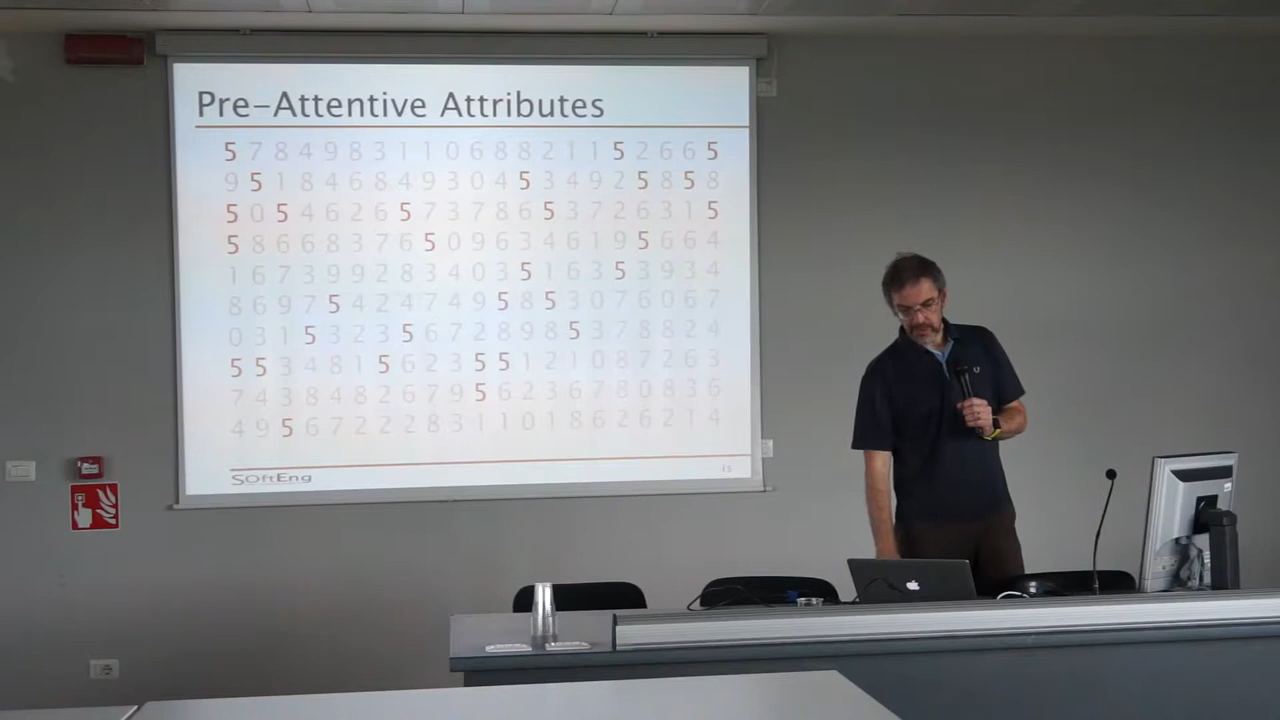 Pre-Attentive Attributes
5 7 8 4 9 8 3 1 1 0 6 8 8 2 1 1 5 2 6 6 5
9 5 1 8 4 6 8 4 9 3 0 4 5 3 4 9 2 5 8 5 8
5 0 5 4 6 2 6 5 7 3 7 8 6 5 3 7 2 6 3 1 5
5 8 6 6 8 3 7 6 5 0 9 6 3 4 6 1 9 5 6 6 4
1 6 7 3 9 9 2 8 3 4 0 3 5 1 6 3 5 3 9 3 4
8 6 9 7 5 4 2 4 7 4 9 5 8 5 3 0 7 6 0 6 7
0 3 1 5 3 2 3 5 6 7 2 8 9 8 5 3 7 8 8 2 4
5 5 3 4 8 1 5 6 2 3 5 5 1 2 1 0 8 7 2 6 3
7 4 3 8 4 8 2 6 7 9 5 6 2 3 6 7 8 0 8 3 6
4 9 5 6 7 2 2 2 8 3 1 1 0 1 8 6 2 6 2 1 4
SOftEng